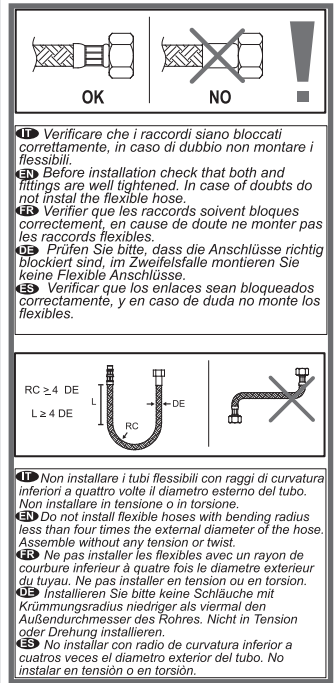 OK NO
IT Verificare che i raccordi siano bloccati
correttamente, in caso di dubbio non montare i
flessibili.
EN Before installation check that both and
fittings are well tightened. In case of doubts do
not instal the flexible hose.
FR Verifier que les raccords soivent bloques
correctement, en cause de doute ne monter pas
les raccords flexibles.
DE Prüfen Sie bitte, dass die Anschlüsse richtig
blockiert sind, im Zweifelsfalle montieren Sie
keine Flexible Anschlüsse.
ES Verificar que los enlaces sean bloqueados
correctamente, y en caso de duda no monte los
flexibles.
RC ≥ 4 DE
L ≥ 4 DE
L
DE
RC
IT Non installare i tubi flessibili con raggi di curvatura
inferiori a quattro volte il diametro esterno del tubo.
Non installare in tensione o in torsione.
EN Do not install flexible hoses with bending radius
less than four times the external diameter of the hose.
Assemble without any tension or twist.
FR Ne pas installer les flexibles avec un rayon de
courbure inferieur à quatre fois le diametre exterieur
du tuyau. Ne pas installer en tension ou en torsion.
DE Installieren Sie bitte keine Schläuche mit
Krümmungsradius niedriger als viermal den
Außendurchmesser des Rohres. Nicht in Tension
oder Drehung installieren.
ES No installar con radio de curvatura inferior a
cuatros veces el diametro exterior del tubo. No
instalar en tensiòn o en torsiòn.